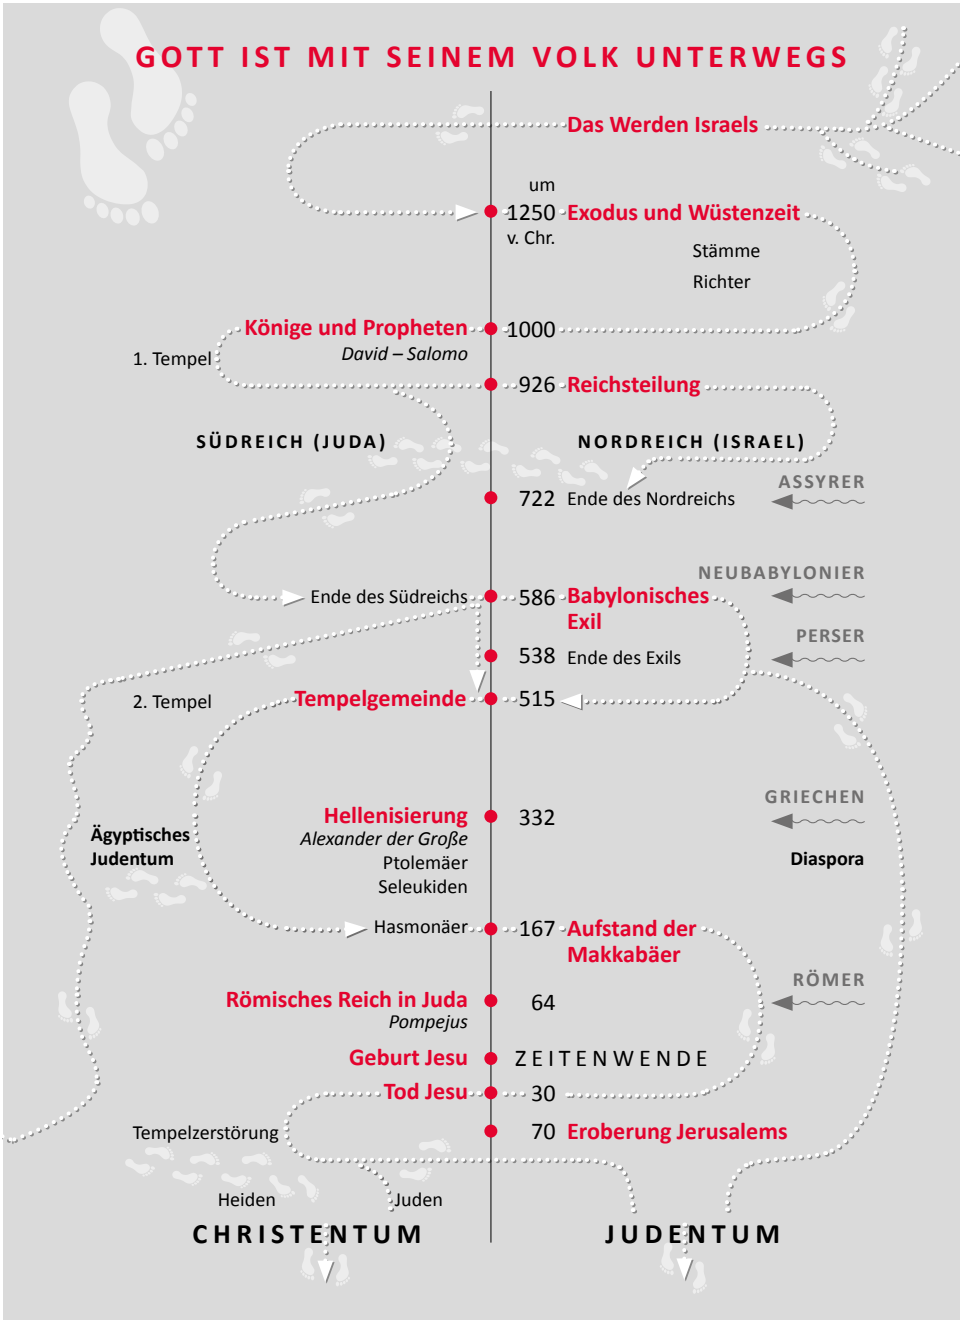 GOTT IST MIT SEINEM VOLK UNTERWEGS
Das Werden Israels
um
1250 Exodus und Wüstenzeit
v. Chr.
Stämme
Richter
Könige und Propheten 1000
David – Salomo
1. Tempel
926 Reichsteilung
SÜDREICH (JUDA) NORDREICH (ISRAEL)
ASSYRER
722 Ende des Nordreichs
NEUBABYLONIER
Ende des Südreichs 586 Babylonisches
Exil
PERSER
538 Ende des Exils
2. Tempel Tempelgemeinde 515
GRIECHEN
Hellenisierung 332
Alexander der Große
Ptolemäer
Seleukiden
Ägyptisches
Judentum
Diaspora
Hasmonäer 167 Aufstand der
Makkabäer
RÖMER
Römisches Reich in Juda 64
Pompejus
Geburt Jesu ZEITENWENDE
Tod Jesu 30
Tempelzerstörung 70 Eroberung Jerusalems
Heiden Juden
CHRISTENTUM JUDENTUM